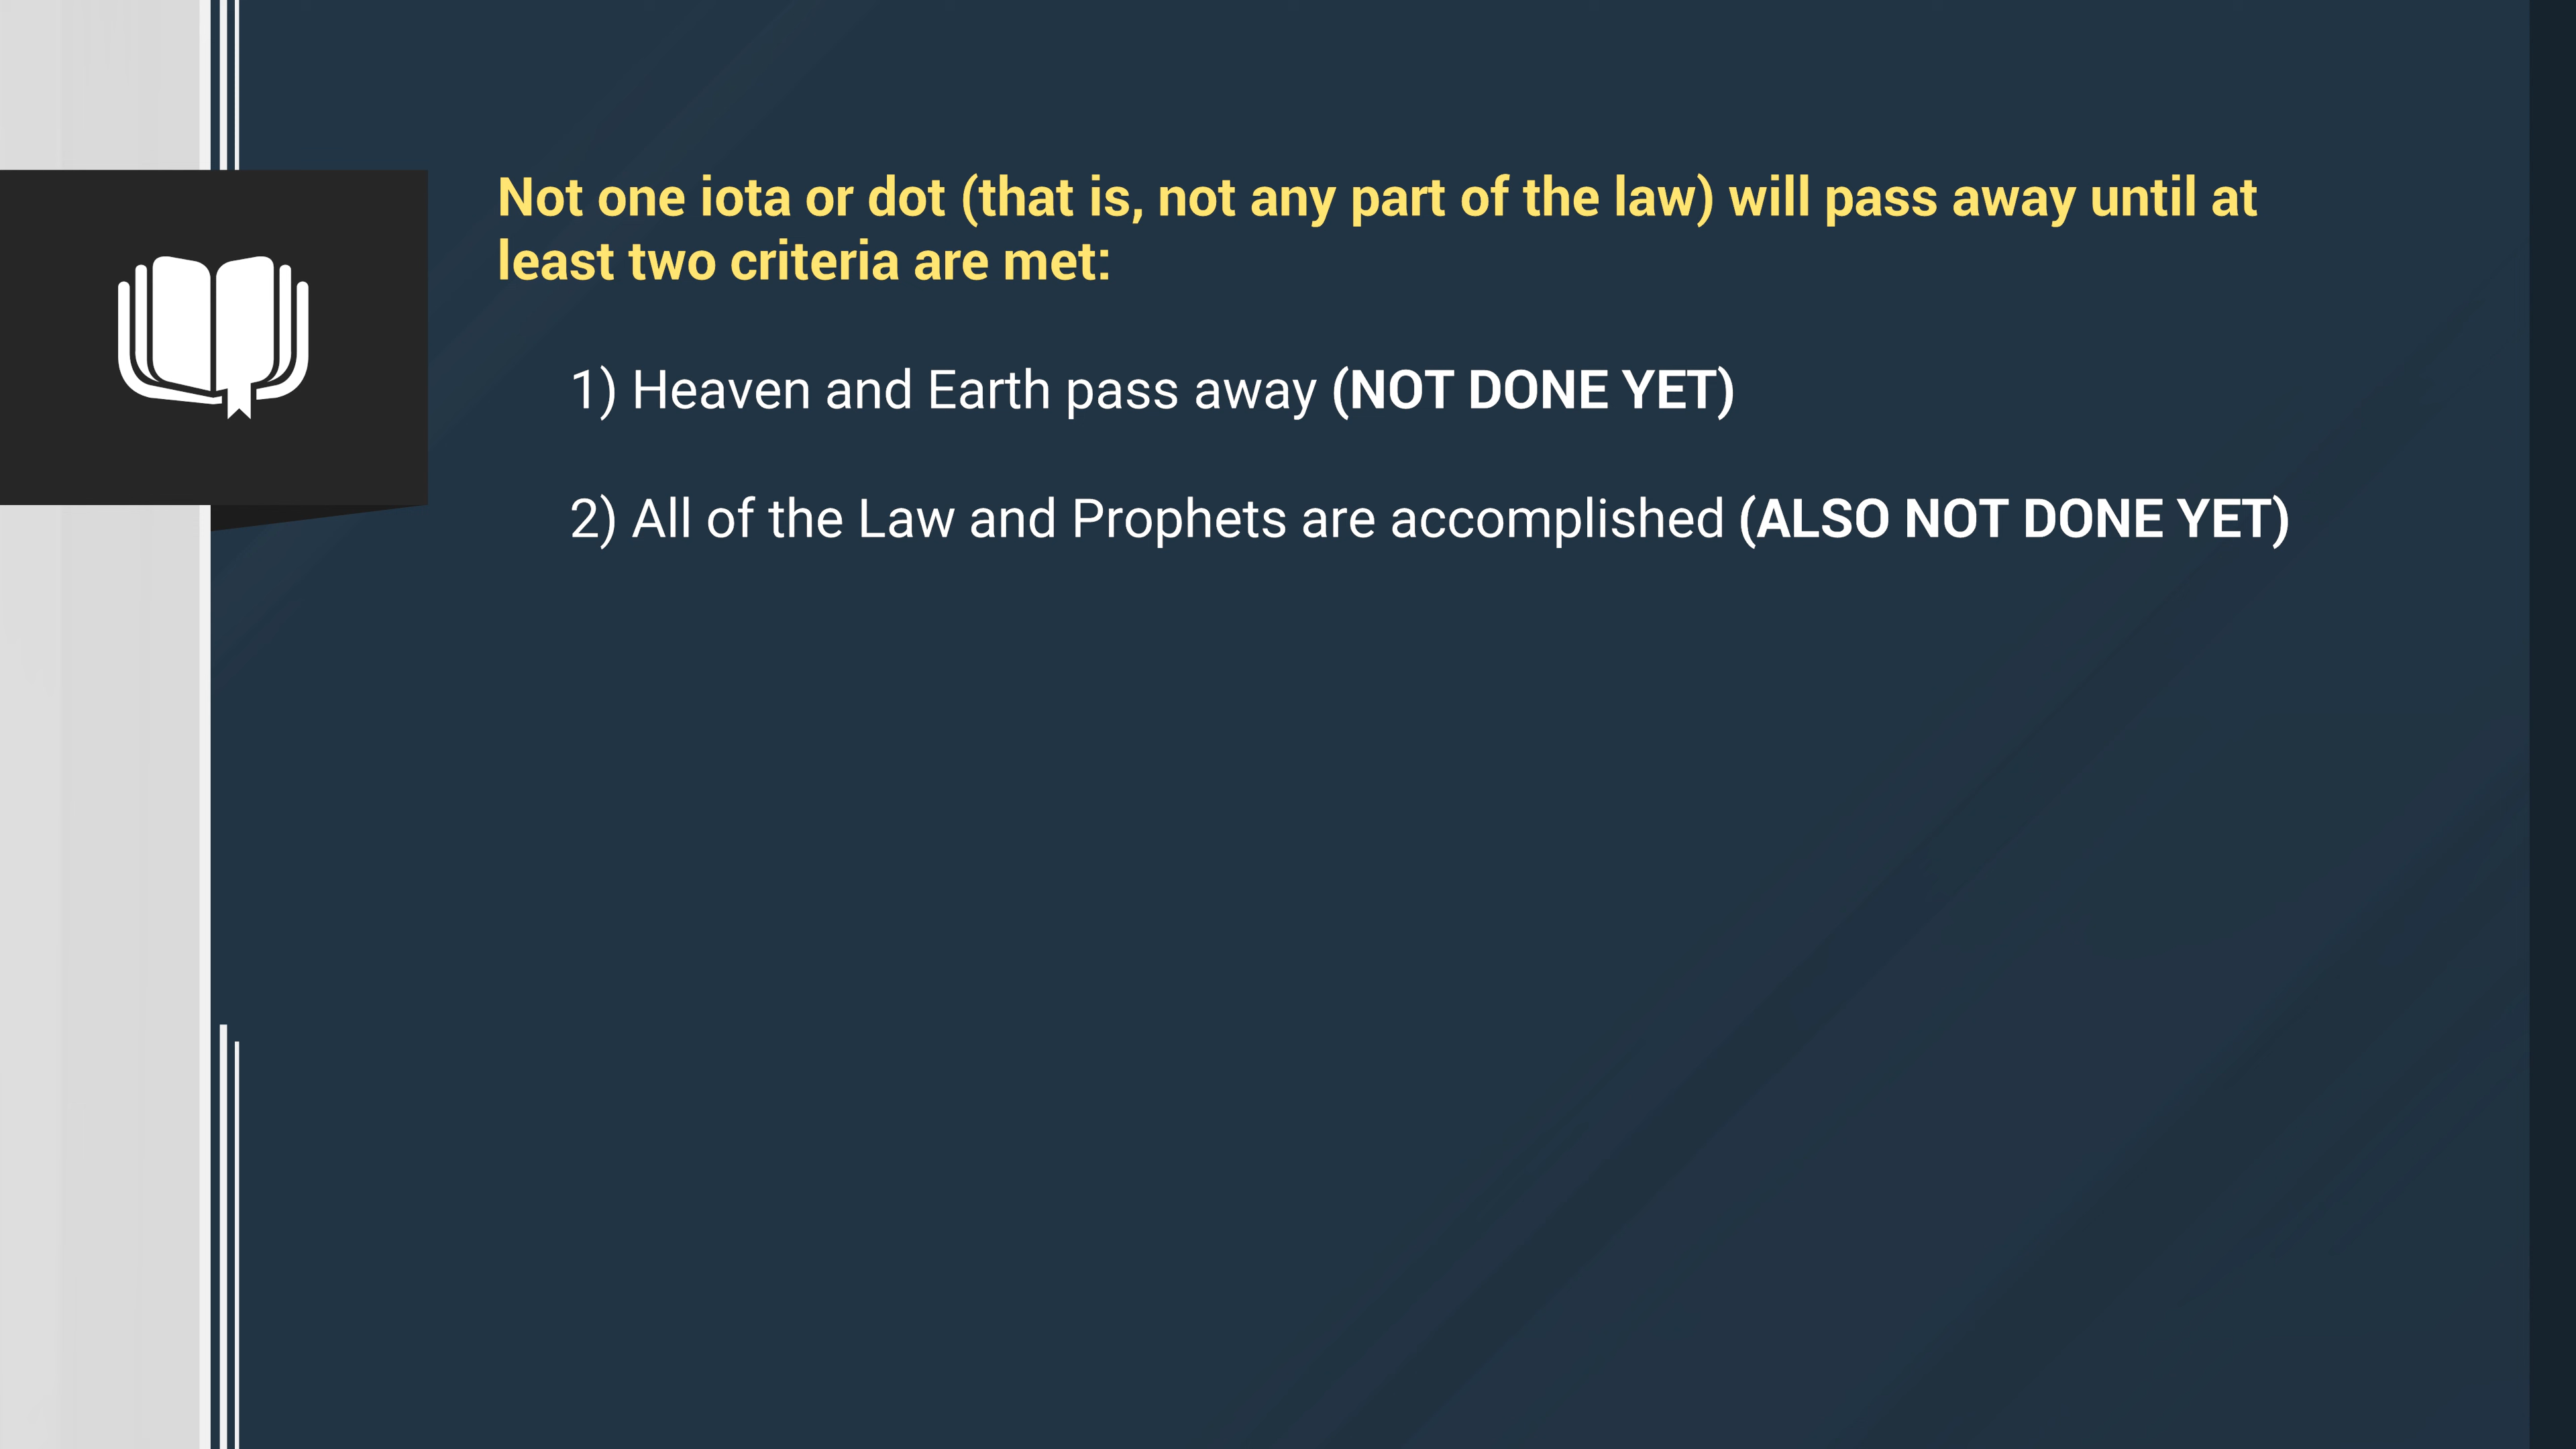 Not one iota or dot (that is, not any part of the law) will pass away until at
least two criteria are met:
1) Heaven and Earth pass away (NOT DONE YET)
2) All of the Law and Prophets are accomplished (ALSO NOT DONE YET)